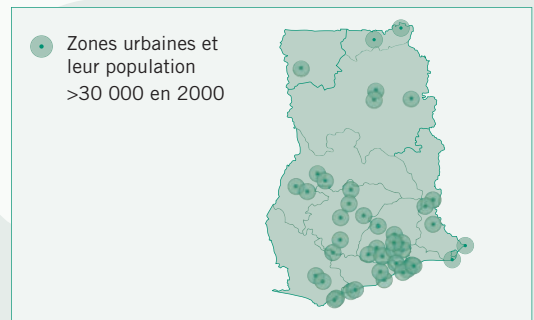 Zones urbaines et
leur population
>30 000 en 2000